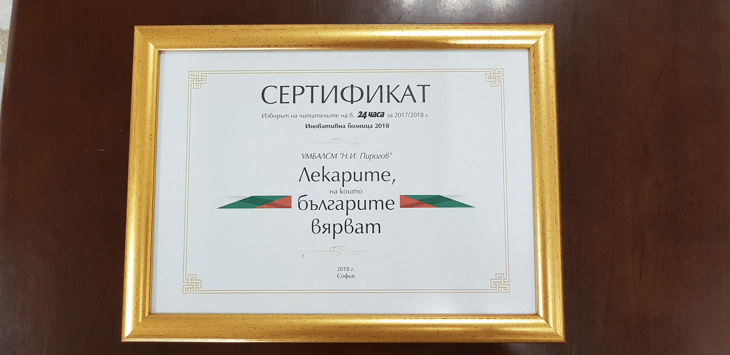 СЕРТИФИКАТ
Изборът на читателите на в. 24 часа за 2017/2018 г.
Иновативна болница 2018
УМБАЛСМ "Н.И. Пирогов"
Лекарите,
на които
българите
вярват
2018 г.
София